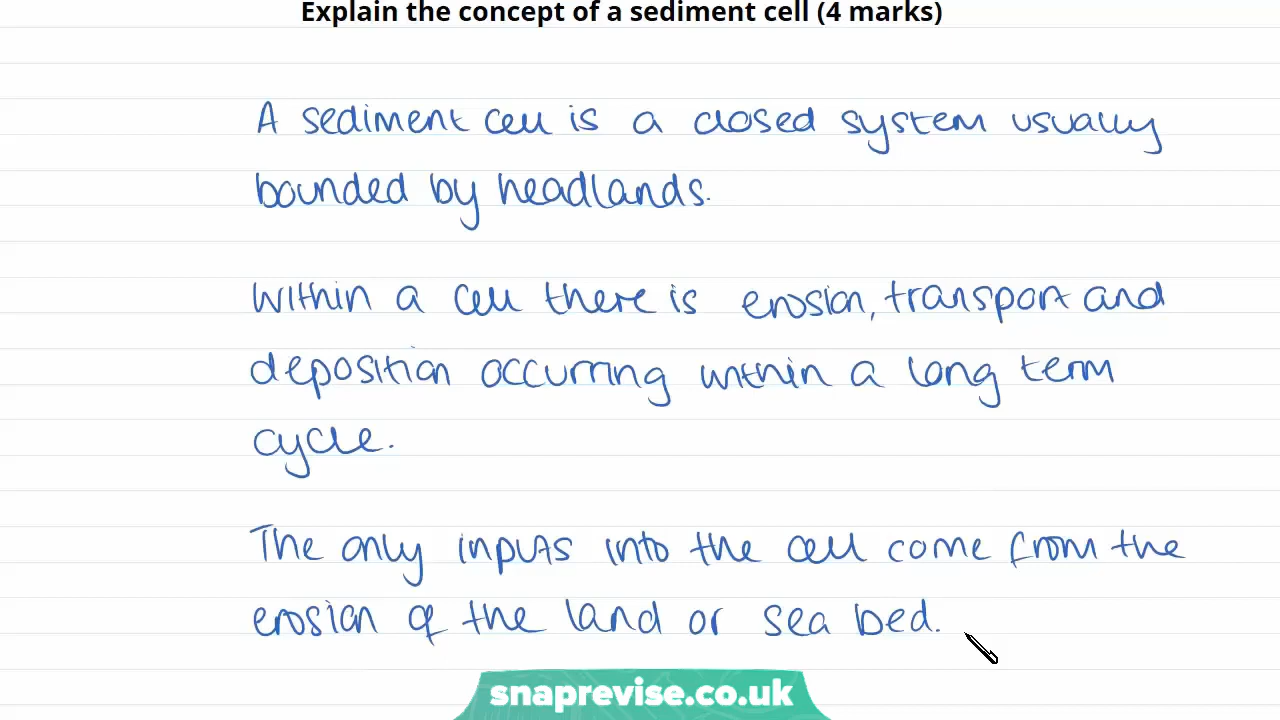 Explain the concept of a sediment cell (4 marks)
A sediment cell is a closed system usually
bounded by headlands.
Within a cell there is erosion, transport and
deposition occurring within a long term
cycle.
The only inputs into the cell come from the
erosion of the land or sea bed.
snaprevise.co.uk